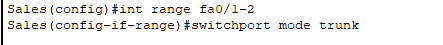 Sales(config)#int range fa0/1-2
Sales(config-if-range)#switchport mode trunk